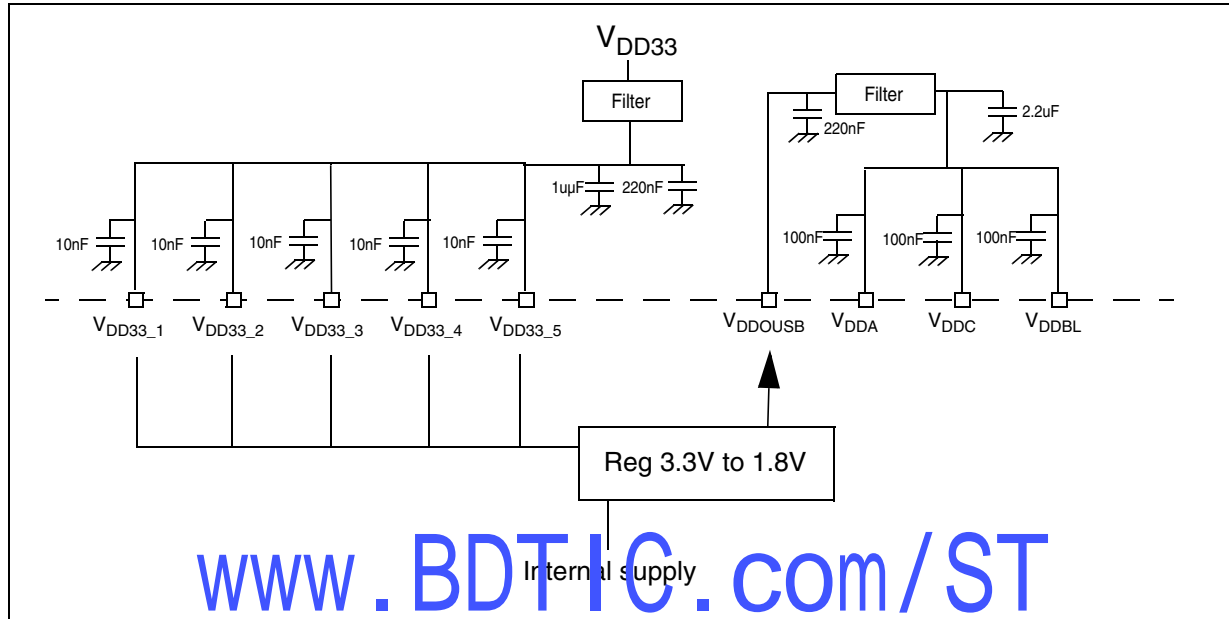 VDD33
Filter
Filter
220nF
2.2uF
1uµF
220nF
10nF
10nF
10nF
10nF
10nF
100nF
100nF
100nF
VDD33_1
VDD33_2
VDD33_3
VDD33_4
VDD33_5
VDDOUSB
VDDA
VDDC
VDDBL
Reg 3.3V to 1.8V
Internal supply
www.BDTIC.com/ST